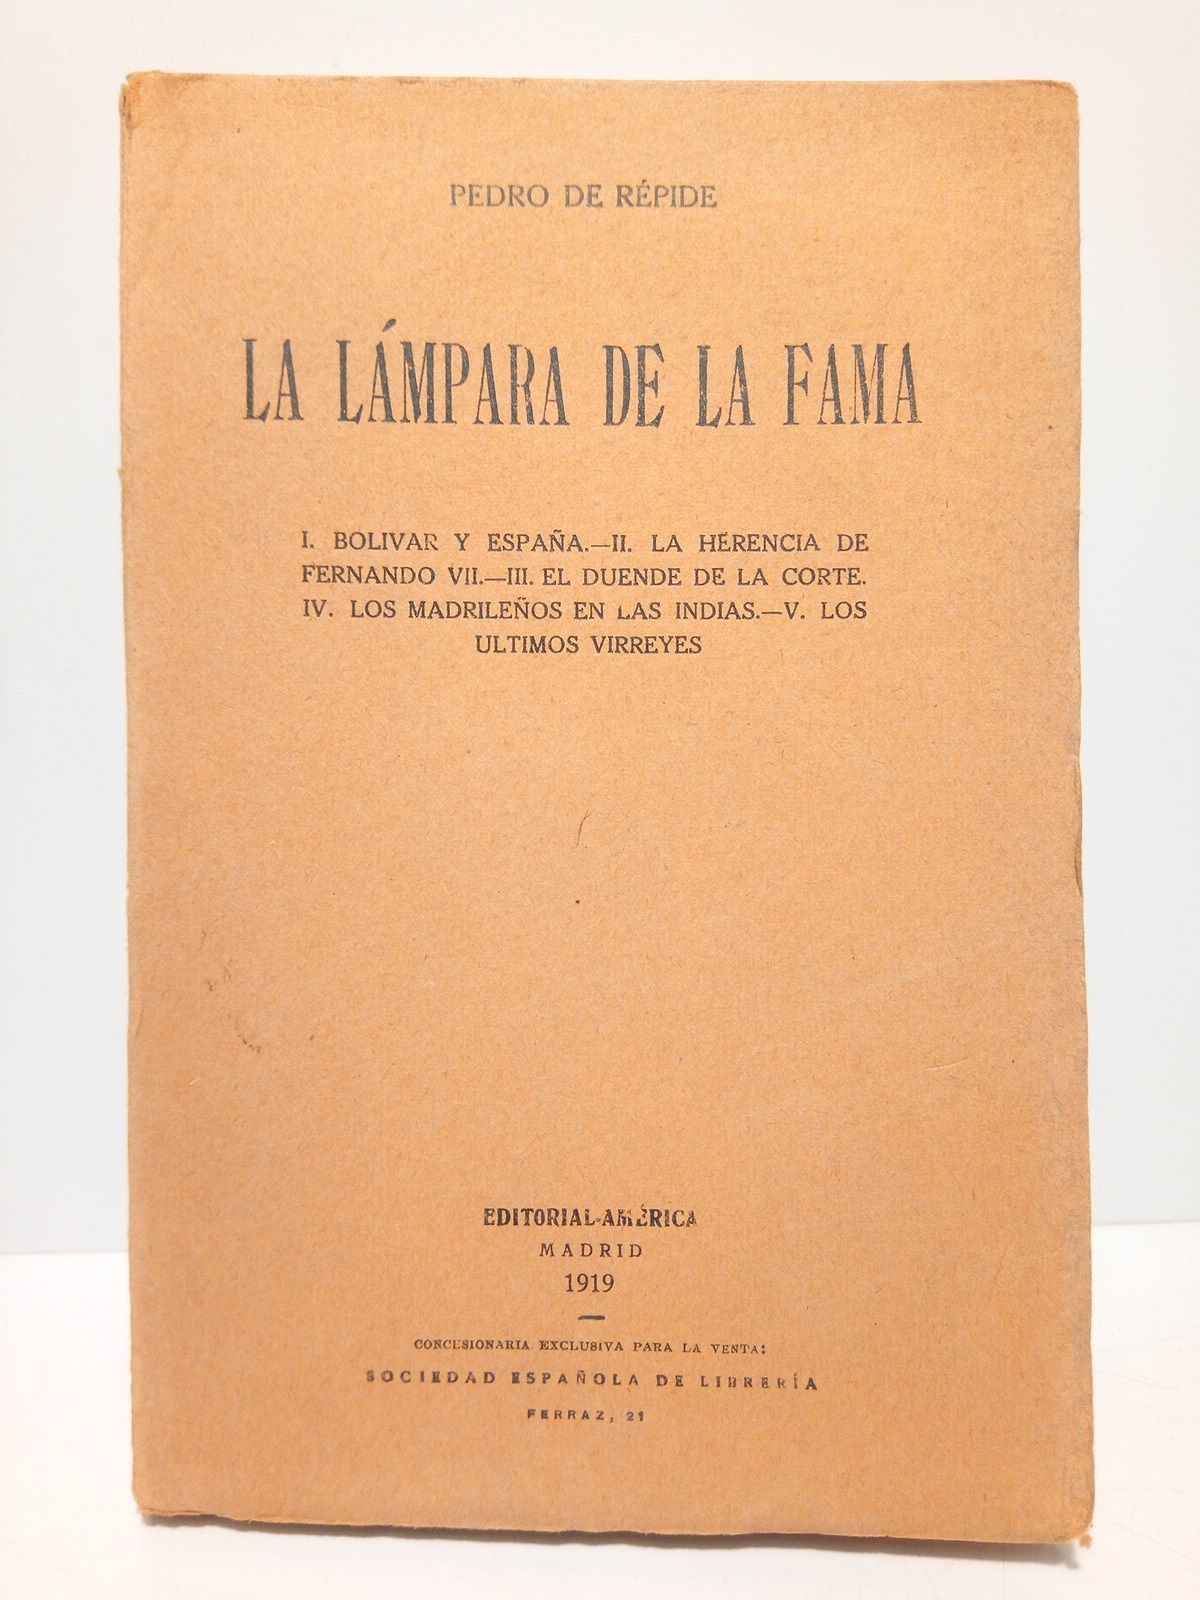 PEDRO DE RÉPIDE
LA LÁMPARA DE LA FAMA
I. BOLIVAR Y ESPAÑA.—II. LA HERENCIA DE
FERNANDO VII.—III. EL DUENDE DE LA CORTE.
IV. LOS MADRILEÑOS EN LAS INDIAS.—V. LOS
ULTIMOS VIRREYES
EDITORIAL-AMÉRICA
MADRID
1919
CONCESIONARIA EXCLUSIVA PARA LA VENTA:
SOCIEDAD ESPAÑOLA DE LIBRERÍA
FERRAZ, 21